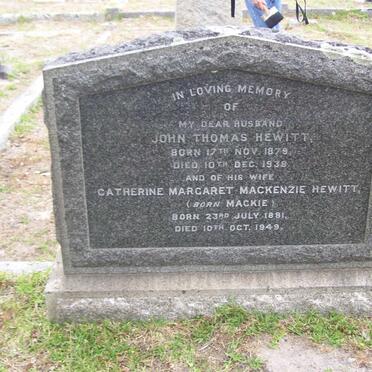 IN LOVING MEMORY
OF
MY DEAR HUSBAND
JOHN THOMAS HEWITT,
BORN 17TH NOV. 1879,
DIED 10TH DEC. 1938
AND OF HIS WIFE
CATHERINE MARGARET MACKENZIE HEWITT,
(BORN MACKIE)
BORN 23RD JULY 1881,
DIED 10TH OCT. 1949.